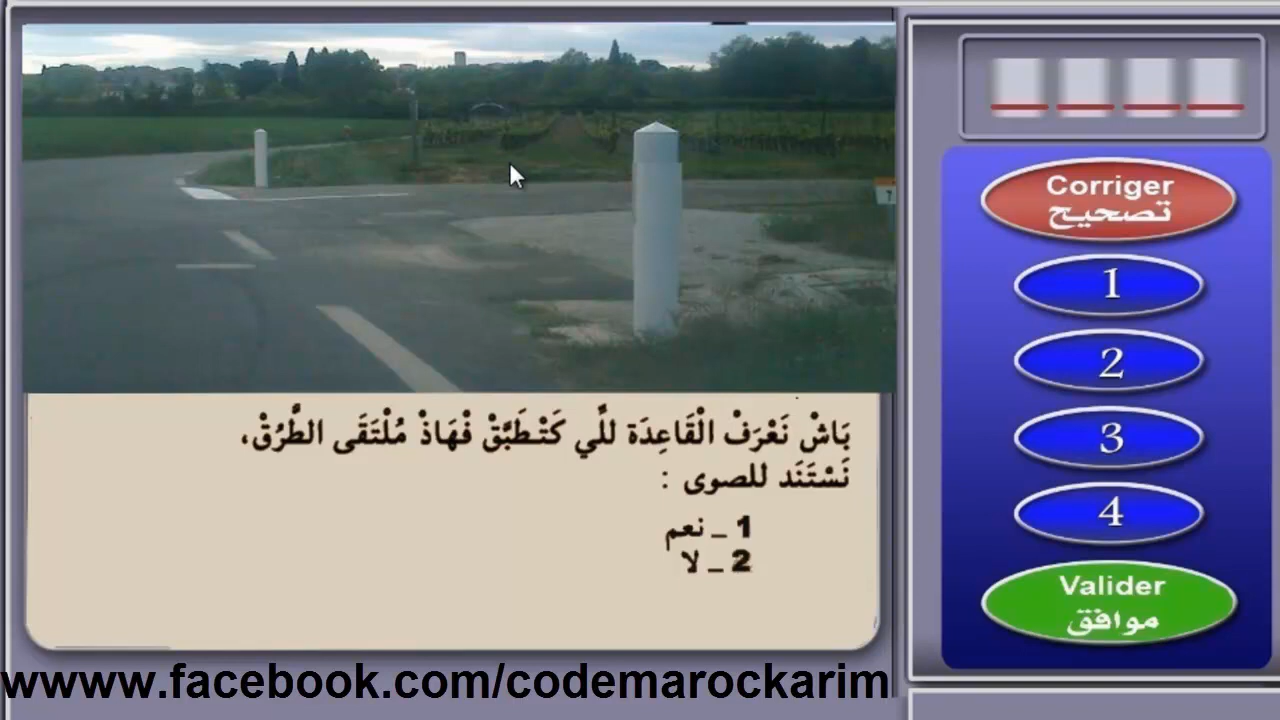 بَاشْ نَعْرَفْ الْقَاعِدَة للَّي كَتْطَبَّقْ فْهَاذْ مُلْتَقَى الطُّرُقْ،
نَسْتَنَد للصوى :
1 _ نعم
2 _ لا
Corriger
تصحيح
1
2
3
4
Valider
موافق
wwww.facebook.com/codemarockarim